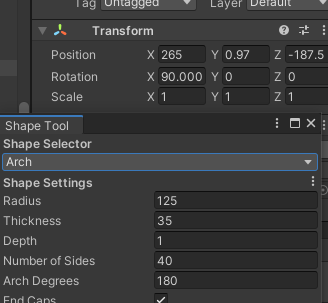 Tag Untagged Layer Default
Transform
Position X 265 Y 0.97 Z -187.5
Rotation X 90.000 Y 0 Z 0
Scale X 1 Y 1 Z 1
Shape Tool
Shape Selector
Arch
Shape Settings
Radius 125
Thickness 35
Depth 1
Number of Sides 40
Arch Degrees 180
End Caps